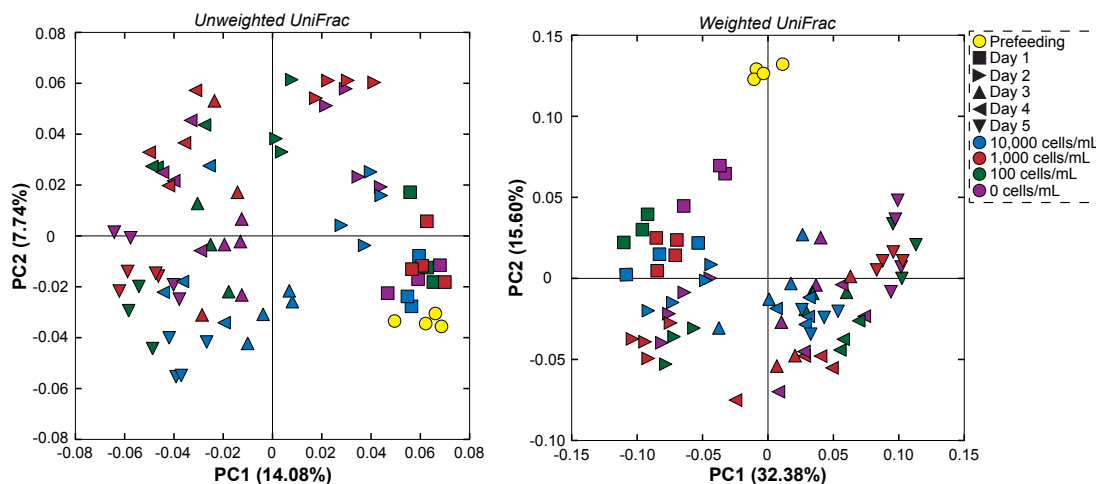 Unweighted UniFrac
0.08
0.06
0.04
0.02
0
-0.02
-0.04
-0.06
-0.08
PC2 (7.74%)
-0.08 -0.06 -0.04 -0.02 0 0.02 0.04 0.06 0.08
PC1 (14.08%)
Weighted UniFrac
0.15
0.10
0.05
0
-0.05
-0.10
PC2 (15.60%)
-0.15 -0.10 -0.05 0 0.05 0.10 0.15
PC1 (32.38%)
Prefeeding
Day 1
Day 2
Day 3
Day 4
Day 5
10,000 cells/mL
1,000 cells/mL
100 cells/mL
0 cells/mL